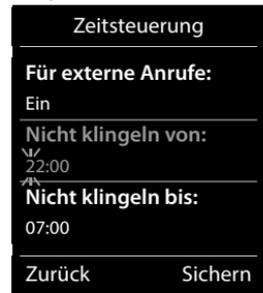 Zeitsteuerung
Für externe Anrufe:
Ein
Nicht klingeln von:
22:00
Nicht klingeln bis:
07:00
Zurück Sichern